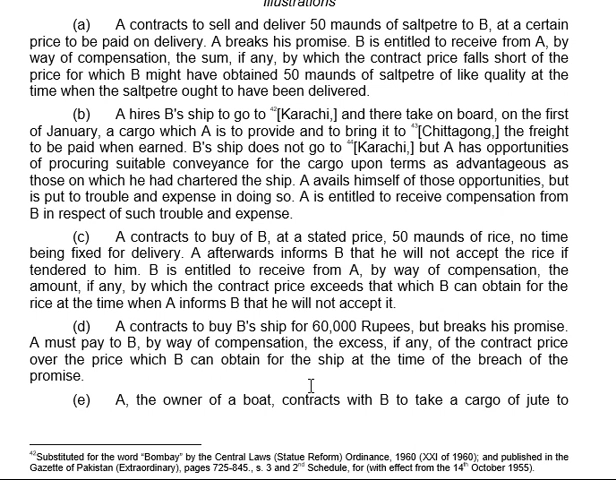 Illustrations
(a) A contracts to sell and deliver 50 maunds of saltpetre to B, at a certain
price to be paid on delivery. A breaks his promise. B is entitled to receive from A, by
way of compensation, the sum, if any, by which the contract price falls short of the
price for which B might have obtained 50 maunds of saltpetre of like quality at the
time when the saltpetre ought to have been delivered.
(b) A hires B's ship to go to 42[Karachi,] and there take on board, on the first
of January, a cargo which A is to provide and to bring it to 43[Chittagong,] the freight
to be paid when earned. B's ship does not go to 44[Karachi,] but A has opportunities
of procuring suitable conveyance for the cargo upon terms as advantageous as
those on which he had chartered the ship. A avails himself of those opportunities, but
is put to trouble and expense in doing so. A is entitled to receive compensation from
B in respect of such trouble and expense.
(c) A contracts to buy of B, at a stated price, 50 maunds of rice, no time
being fixed for delivery. A afterwards informs B that he will not accept the rice if
tendered to him. B is entitled to receive from A, by way of compensation, the
amount, if any, by which the contract price exceeds that which B can obtain for the
rice at the time when A informs B that he will not accept it.
(d) A contracts to buy B's ship for 60,000 Rupees, but breaks his promise.
A must pay to B, by way of compensation, the excess, if any, of the contract price
over the price which B can obtain for the ship at the time of the breach of the
promise.
(e) A, the owner of a boat, contracts with B to take a cargo of jute to
42Substituted for the word "Bombay" by the Central Laws (Statue Reform) Ordinance, 1960 (XXI of 1960); and published in the
Gazette of Pakistan (Extraordinary), pages 725-845., s. 3 and 2nd Schedule, for (with effect from the 14th October 1955).